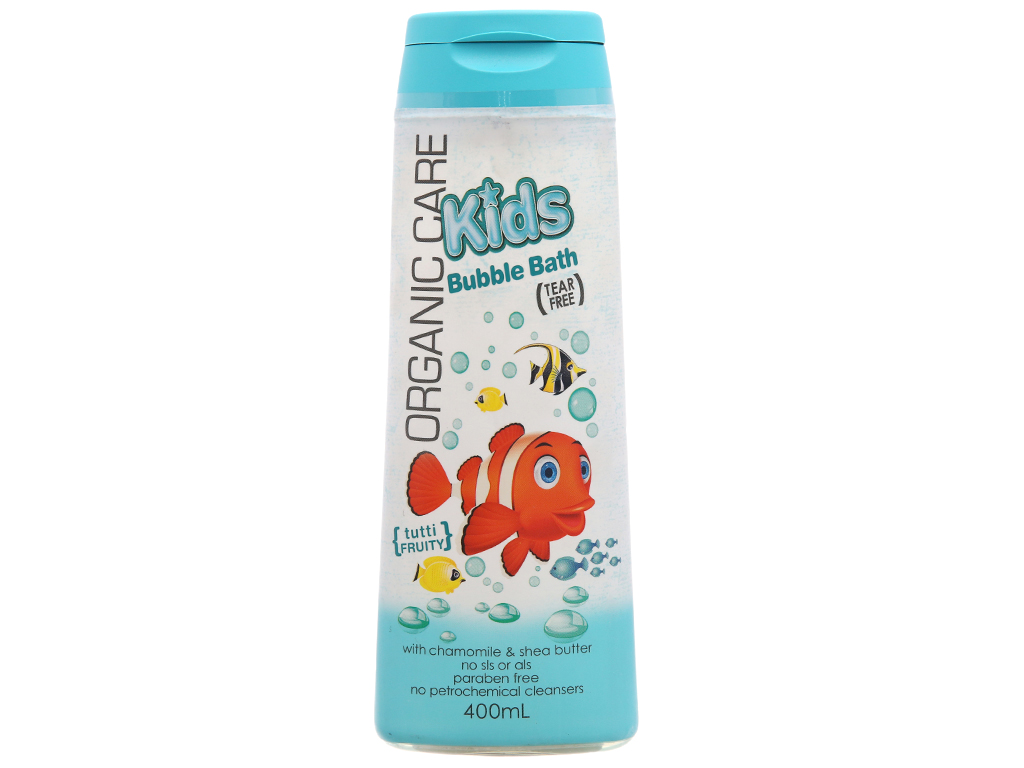 ORGANIC CARE
Kids
Bubble Bath
(TEAR
FREE)
{tutti
FRUITY}
with chamomile & shea butter
no sls or als
paraben free
no petrochemical cleansers
400mL